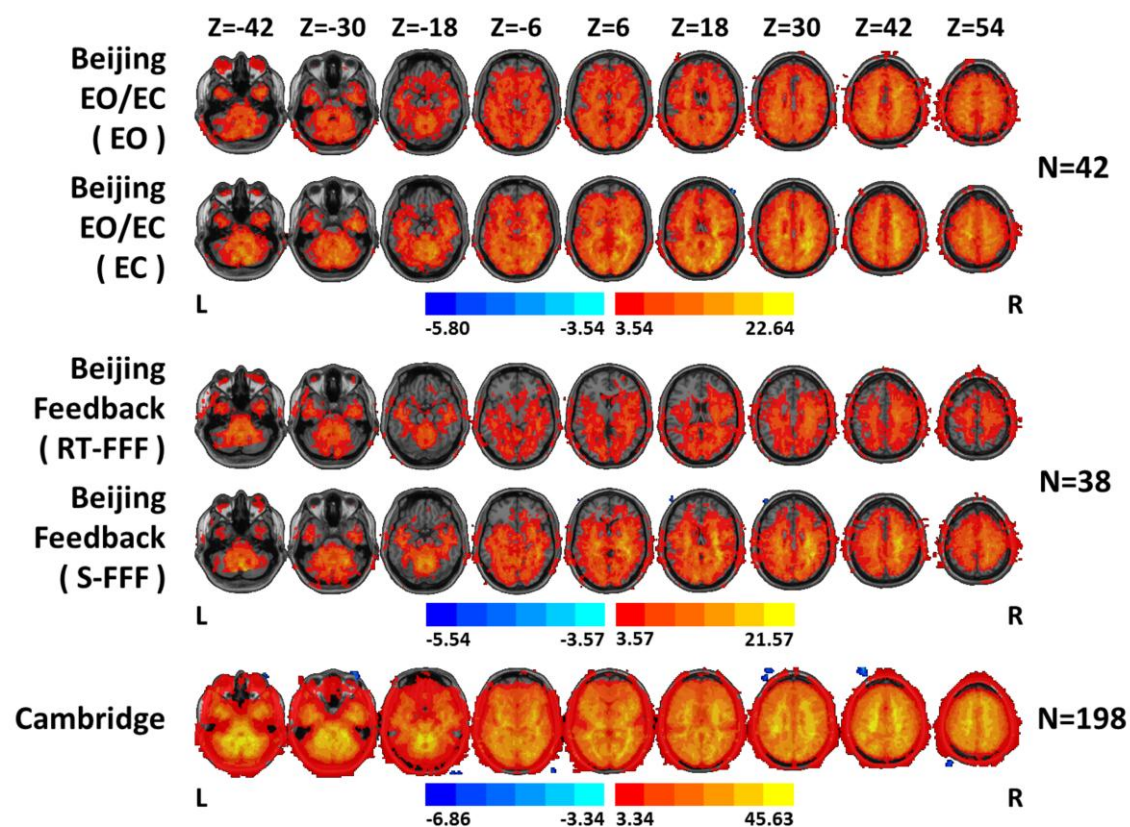 Z=-42 Z=-30 Z=-18 Z=-6 Z=6 Z=18 Z=30 Z=42 Z=54
Beijing
EO/EC
( EO )
N=42
Beijing
EO/EC
( EC )
L R
-5.80 -3.54 3.54 22.64
Beijing
Feedback
( RT-FFF )
N=38
Beijing
Feedback
( S-FFF )
L R
-5.54 -3.57 3.57 21.57
Cambridge N=198
L R
-6.86 -3.34 3.34 45.63